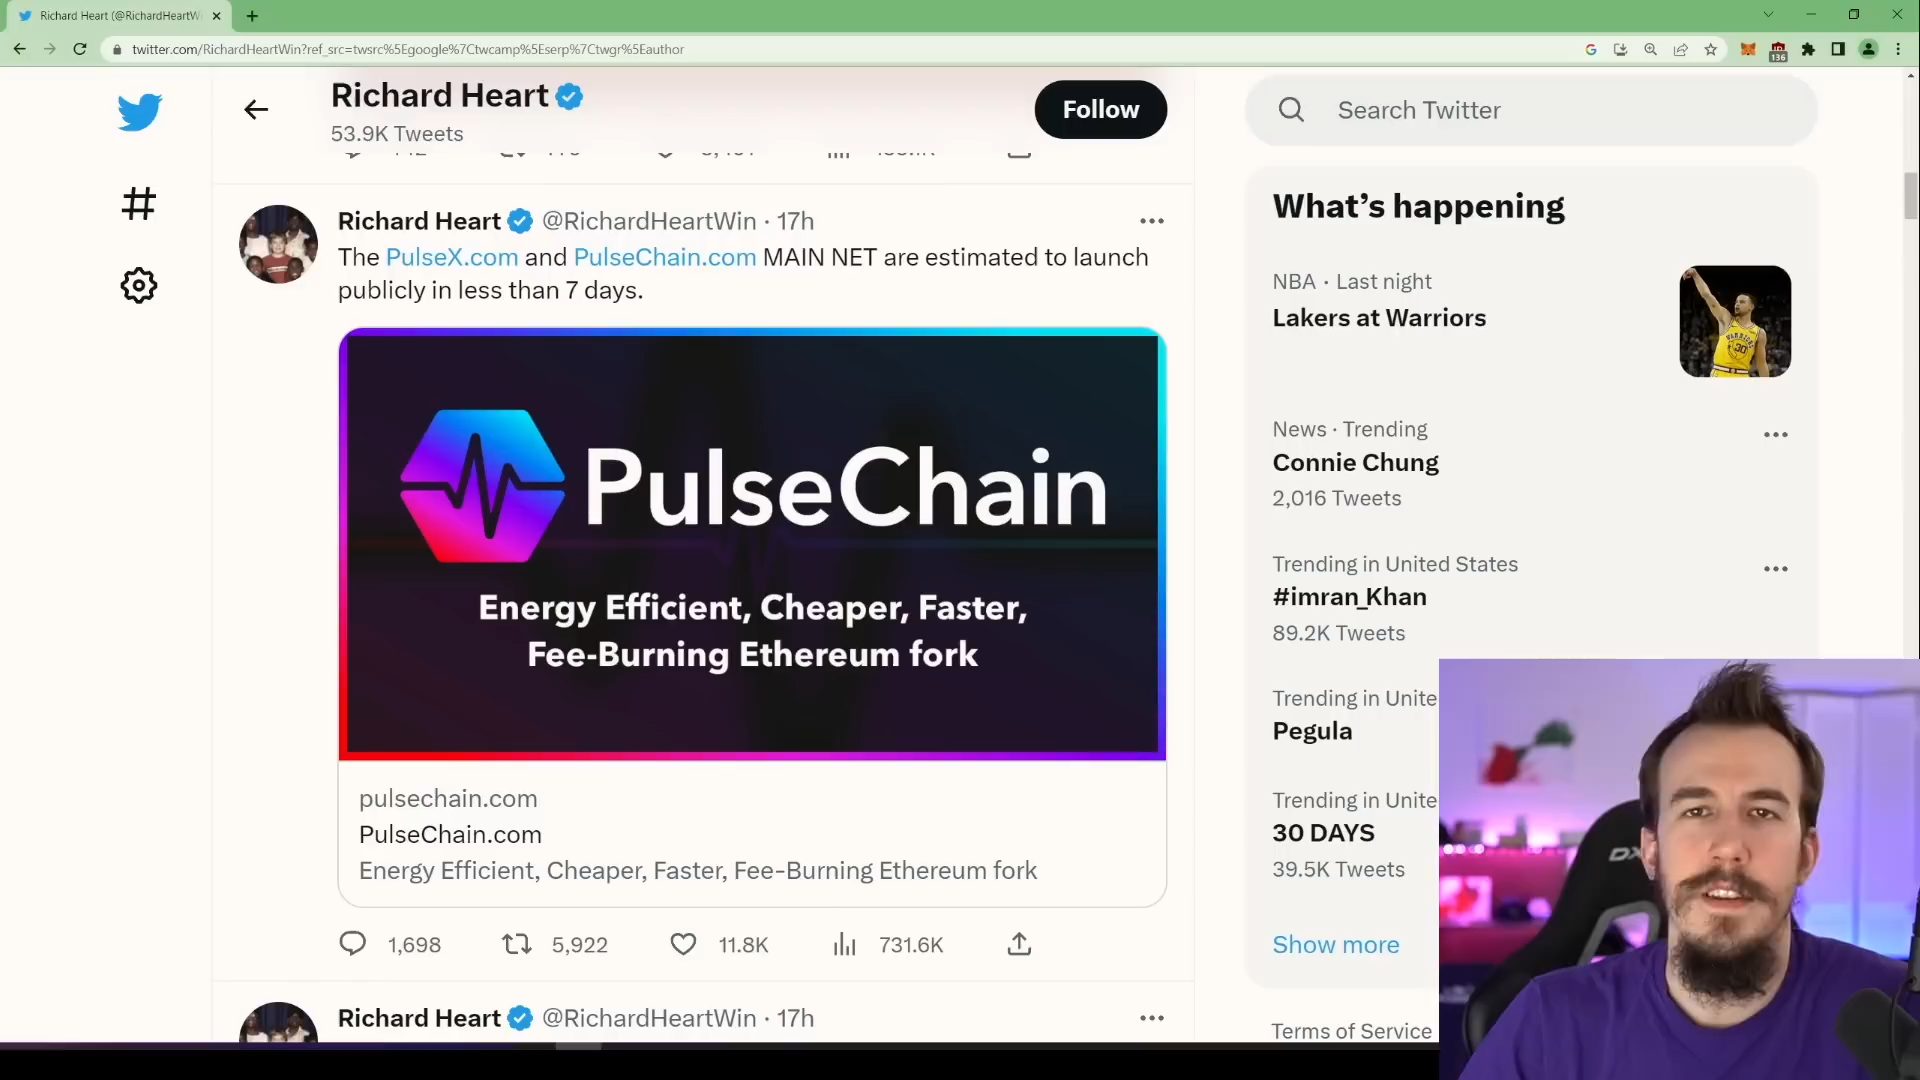 Richard Heart (@RichardHeartW
twitter.com/RichardHeartWin?ref_src=twsrc%5Egoogle%7Ctwcamp%5Eserp%7Ctwgr%5Eauthor
136
Richard Heart
53.9K Tweets
Follow
Search Twitter
Richard Heart @RichardHeartWin · 17h
The PulseX.com and PulseChain.com MAIN NET are estimated to launch
publicly in less than 7 days.
PulseChain
Energy Efficient, Cheaper, Faster,
Fee-Burning Ethereum fork
pulsechain.com
PulseChain.com
Energy Efficient, Cheaper, Faster, Fee-Burning Ethereum fork
1,698 5,922 11.8K 731.6K
Richard Heart @RichardHeartWin · 17h
What's happening
NBA · Last night
Lakers at Warriors
WARRIORS
30
News · Trending
Connie Chung
2,016 Tweets
Trending in United States
#imran_Khan
89.2K Tweets
Trending in Unite
Pegula
Trending in Unite
30 DAYS
39.5K Tweets
Show more
Terms of Service
DX